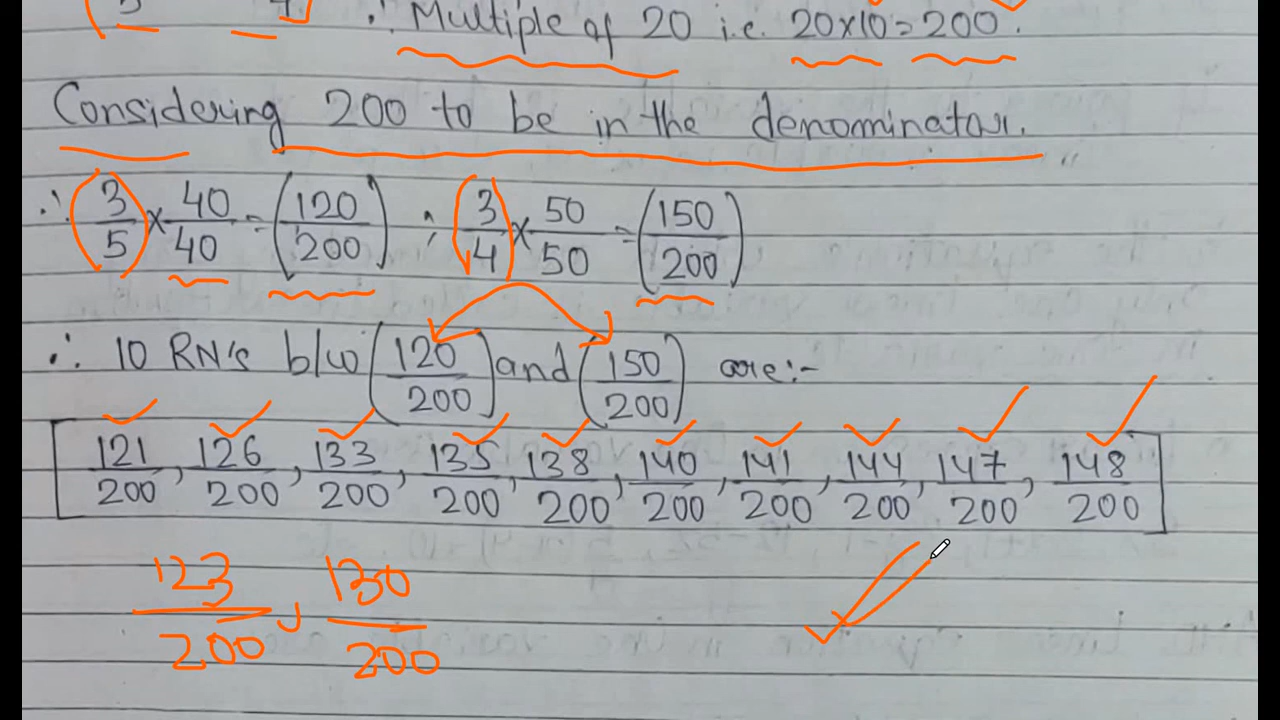 3 4 ∴ Multiple of 20 i.e. 20×10=200.
Considering 200 to be in the denominator.
∴ (3/5) × 40/40 = (120/200) ; (3/4) × 50/50 = (150/200)
∴ 10 RN's b/w (120/200) and (150/200) are:-
[121/200, 126/200, 133/200, 135/200, 138/200, 140/200, 141/200, 144/200, 147/200, 148/200]
123/200, 130/200